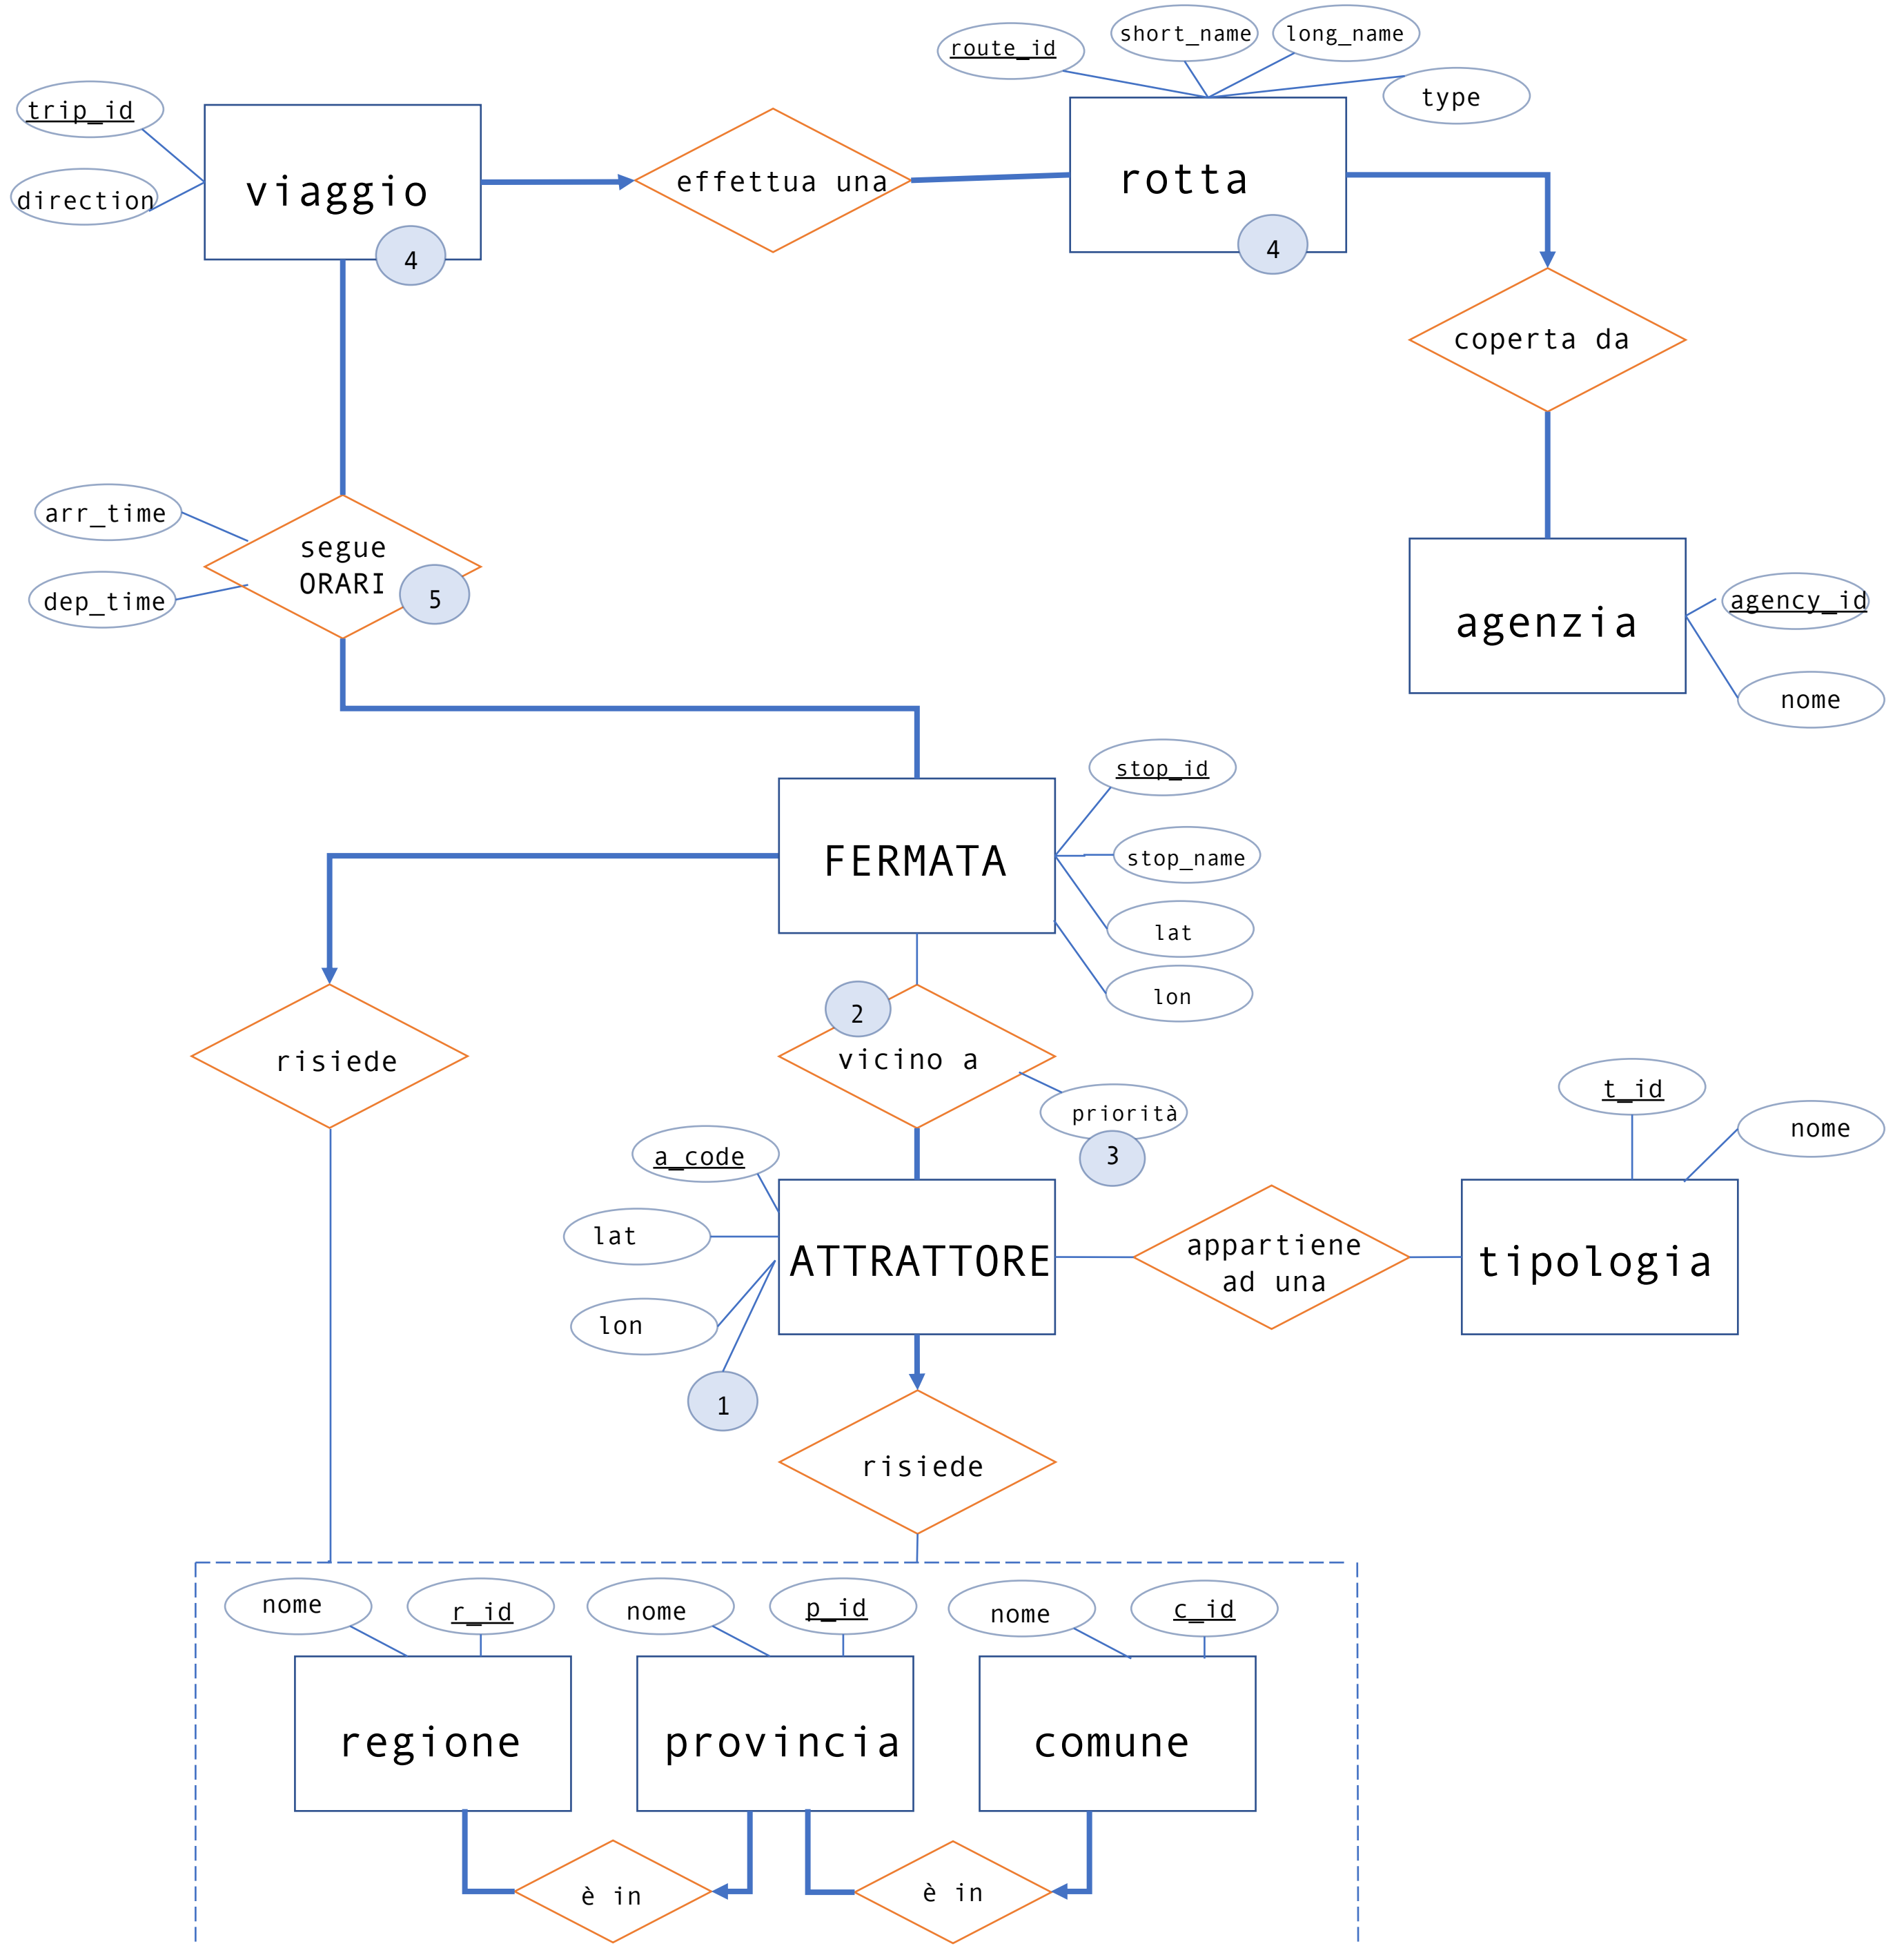 short_name
long_name
route_id
type
trip_id
direction
viaggio
4
effettua una
rotta
4
coperta da
arr_time
dep_time
segue
ORARI
5
agenzia
agency_id
nome
FERMATA
stop_id
stop_name
lat
lon
risiede
2
vicino a
priorità
3
a_code
lat
lon
1
ATTRATTORE
appartiene
ad una
t_id
nome
tipologia
risiede
nome
r_id
nome
p_id
nome
c_id
regione
provincia
comune
è in
è in